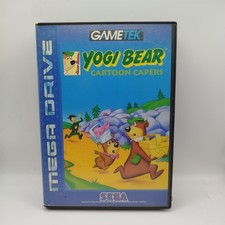 GAMETEK
YOGI BEAR
CARTOON CAPERS
MEGA DRIVE
SEGA